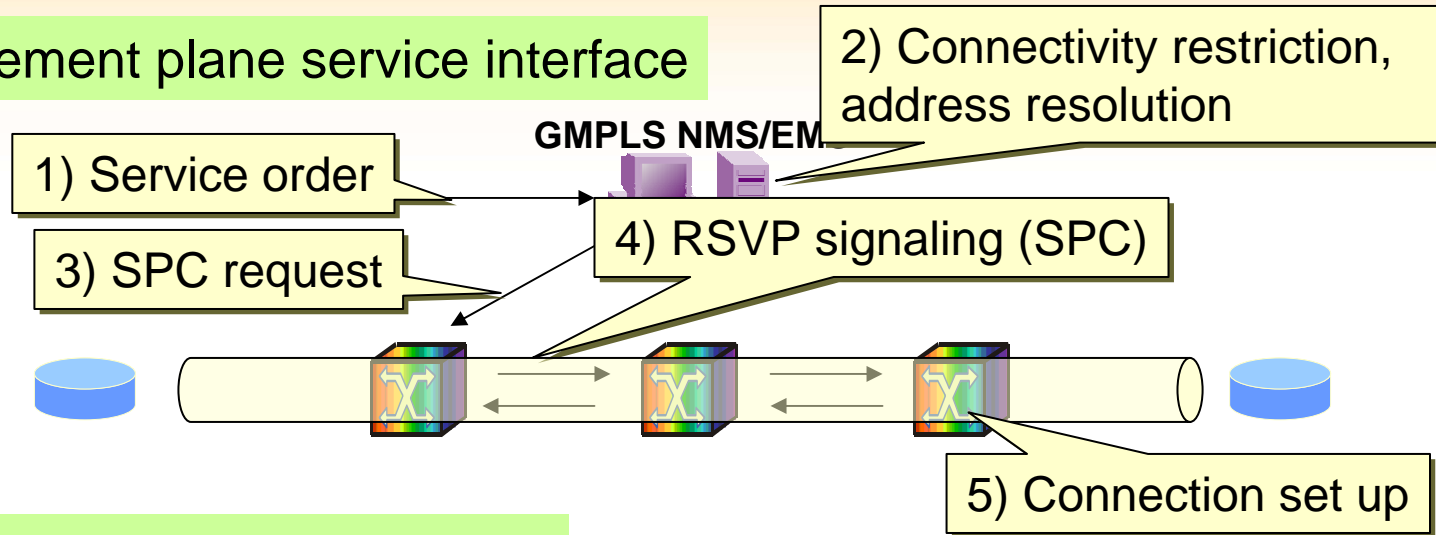 ement plane service interface
2) Connectivity restriction,
address resolution
GMPLS NMS/EM
1) Service order
4) RSVP signaling (SPC)
3) SPC request
5) Connection set up